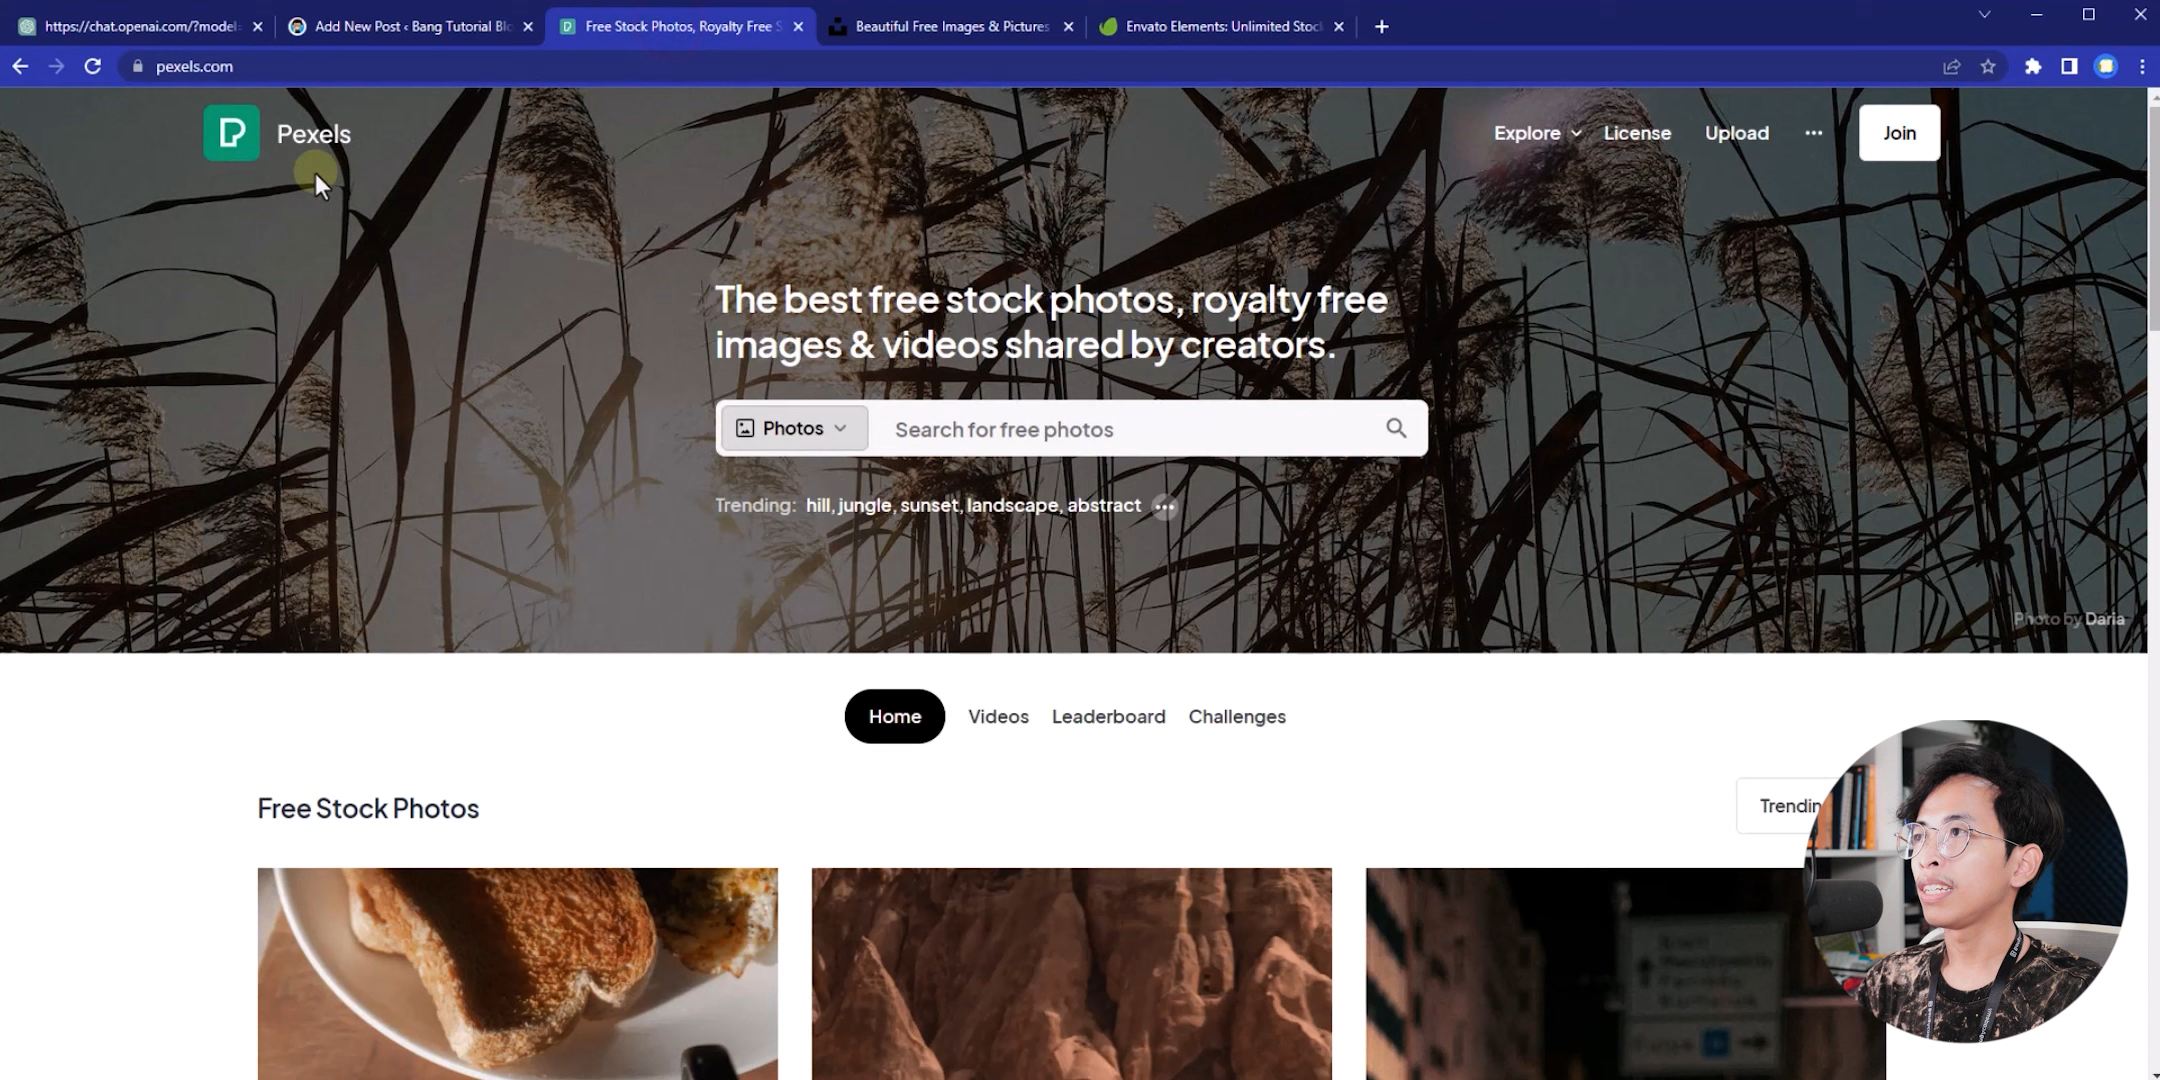 https://chat.openai.com/?model=
Add New Post ‹ Bang Tutorial Blo
Free Stock Photos, Royalty Free S
Beautiful Free Images & Pictures
Envato Elements: Unlimited Stoc
pexels.com
Pexels
Explore
License
Upload
Join
The best free stock photos, royalty free
images & videos shared by creators.
Photos
Search for free photos
Trending: hill, jungle, sunset, landscape, abstract
Photo by Daria
Home
Videos
Leaderboard
Challenges
Free Stock Photos
Trendin